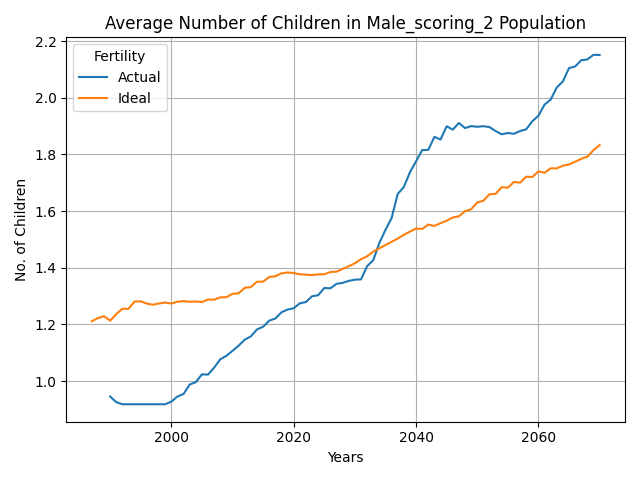 Average Number of Children in Male_scoring_2 Population
Fertility
Actual
Ideal
No. of Children
2.2
2.0
1.8
1.6
1.4
1.2
1.0
2000 2020 2040 2060
Years